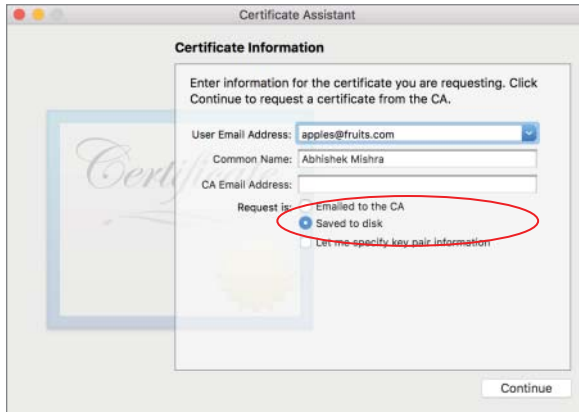 Certificate Assistant
Certificate Information
Enter information for the certificate you are requesting. Click
Continue to request a certificate from the CA.
User Email Address: apples@fruits.com
Common Name: Abhishek Mishra
CA Email Address:
Request is: Emailed to the CA
Saved to disk
Let me specify key pair information
Certificate
Continue